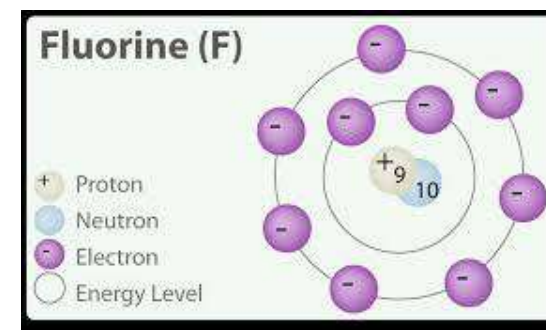 Fluorine (F)
-
-
-
-
-
+ 9
10
-
-
-
-
+ Proton
Neutron
- Electron
Energy Level